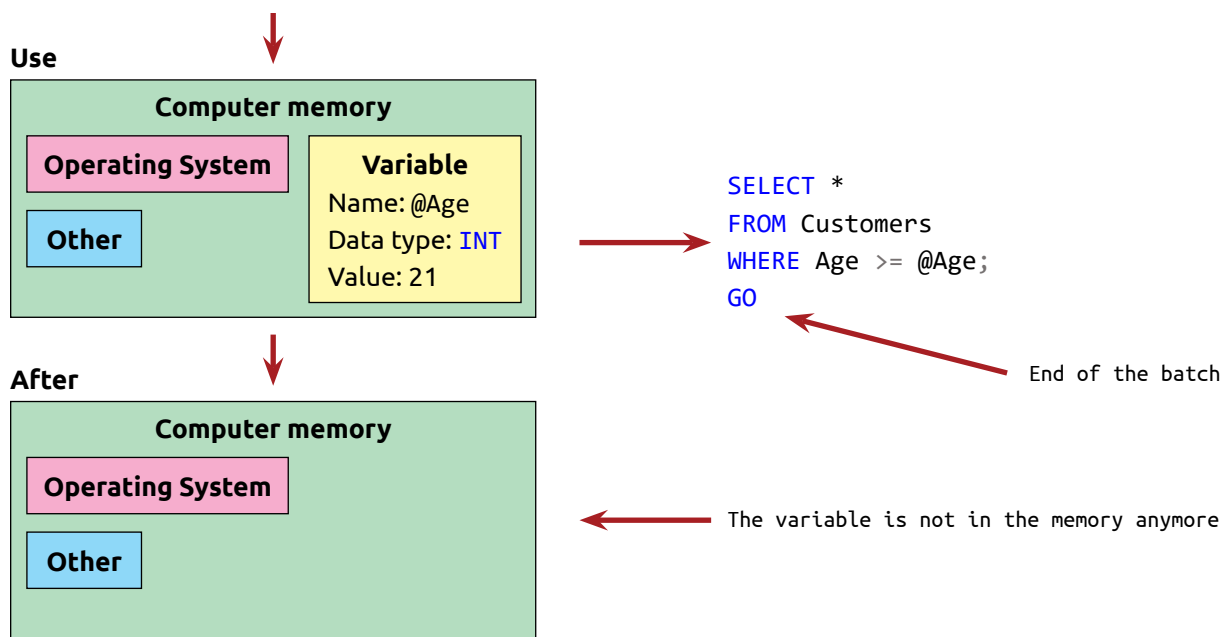 Use
Computer memory
Operating System
Other
Variable
Name: @Age
Data type: INT
Value: 21
SELECT *
FROM Customers
WHERE Age >= @Age;
GO
End of the batch
After
Computer memory
Operating System
Other
The variable is not in the memory anymore